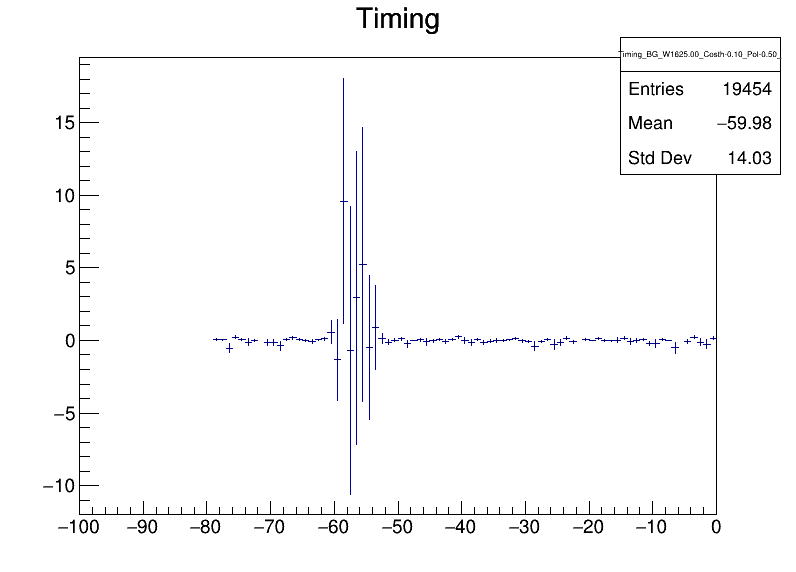 Timing
Timing_BG_W1625.00_Costh-0.10_Pol-0.50_
Entries 19454
Mean −59.98
Std Dev 14.03
15
10
5
0
−5
−10
−100 −90 −80 −70 −60 −50 −40 −30 −20 −10 0